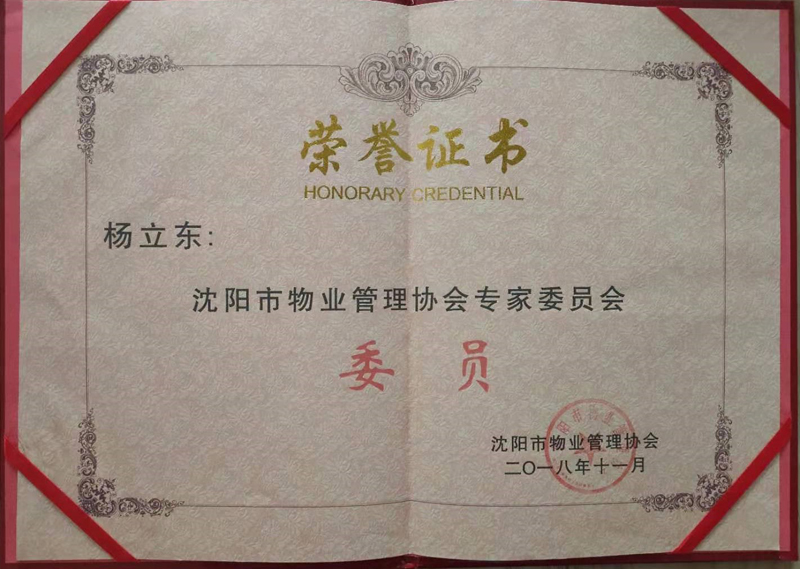 荣誉证书
HONORARY CREDENTIAL
杨立东:
沈阳市物业管理协会专家委员会
委员
沈阳市物业管理协会
二〇一八年十一月